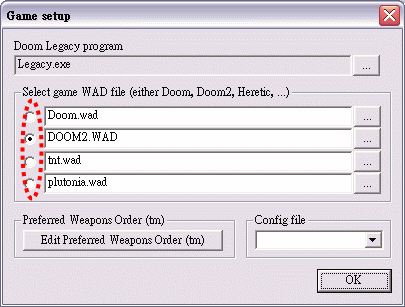 Game setup
Doom Legacy program
Legacy.exe
...
Select game WAD file (either Doom, Doom2, Heretic, ...)
Doom.wad
...
DOOM2.WAD
...
tnt.wad
...
plutonia.wad
...
Preferred Weapons Order (tm)
Edit Preferred Weapons Order (tm)
Config file
OK